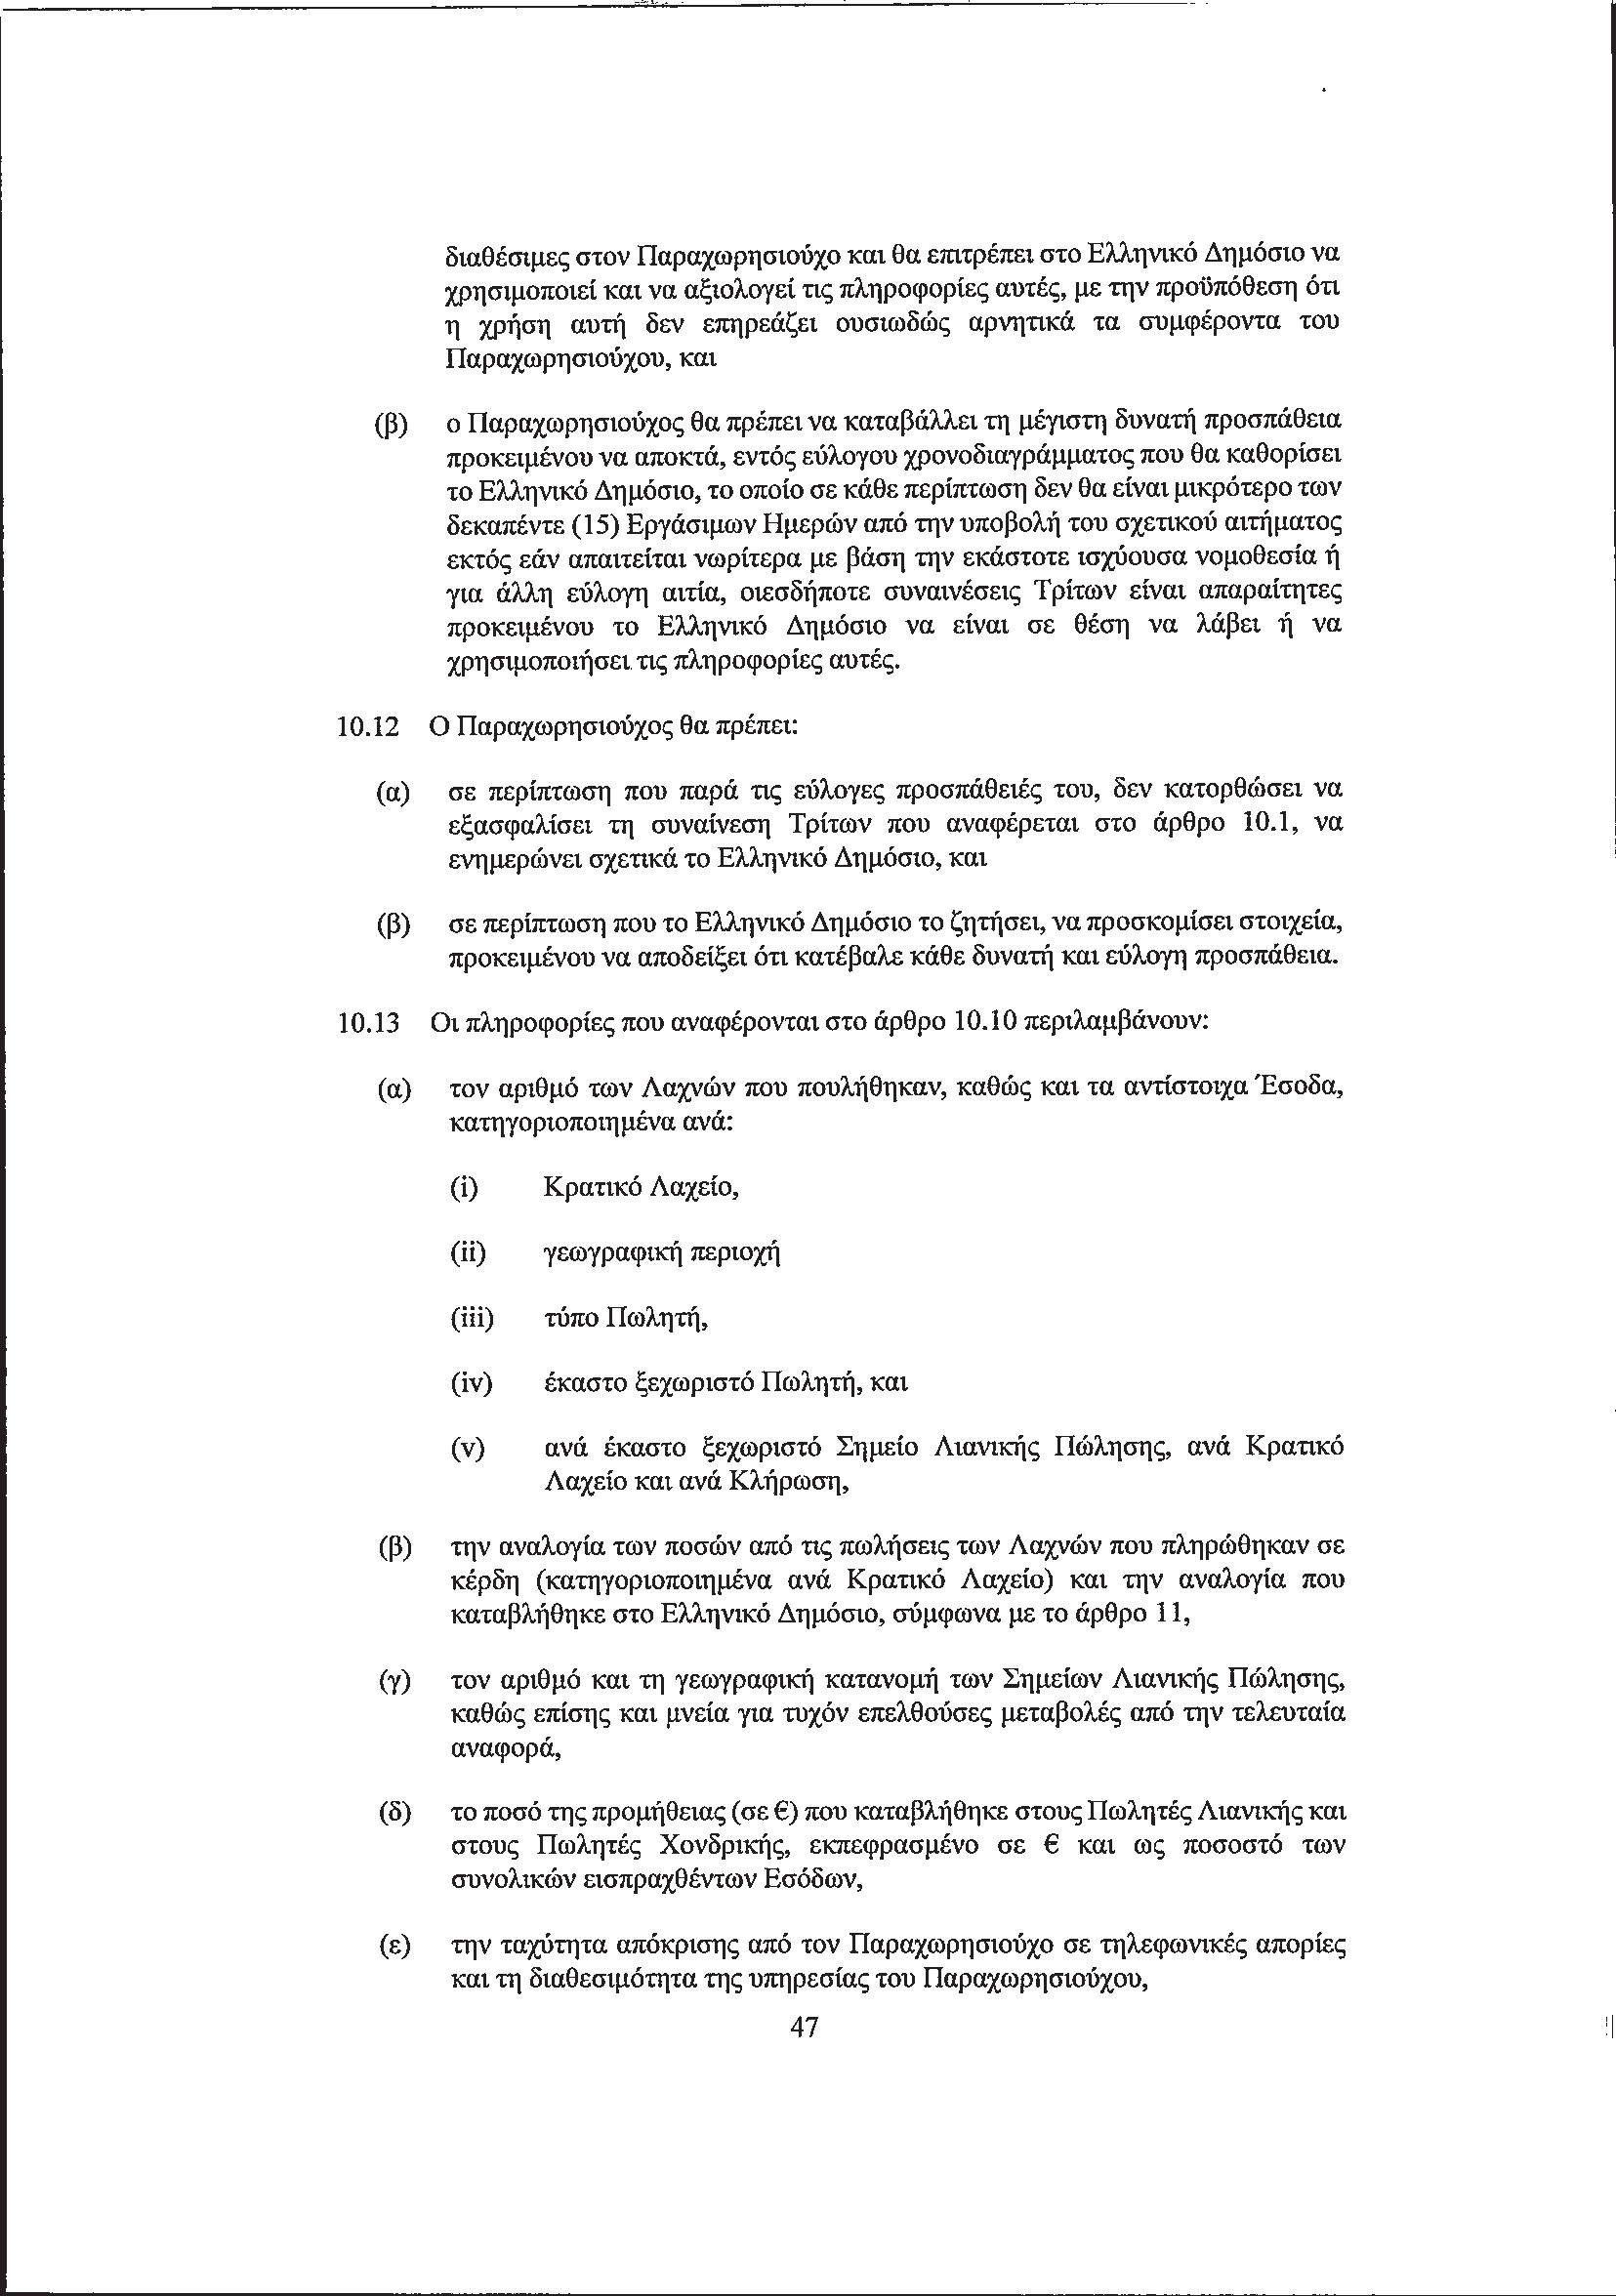 διαθέσιμες στον Παραχωρησιούχο και θα επιτρέπει στο Ελληνικό Δημόσιο να
χρησιμοποιεί και να αξιολογεί τις πληροφορίες αυτές, με την προϋπόθεση ότι
η χρήση αυτή δεν επηρεάζει ουσιωδώς αρνητικά τα συμφέροντα του
Παραχωρησιούχου, και
(β) ο Παραχωρησιούχος θα πρέπει να καταβάλλει τη μέγιστη δυνατή προσπάθεια
προκειμένου να αποκτά, εντός εύλογου χρονοδιαγράμματος που θα καθορίσει
το Ελληνικό Δημόσιο, το οποίο σε κάθε περίπτωση δεν θα είναι μικρότερο των
δεκαπέντε (15) Εργάσιμων Ημερών από την υποβολή του σχετικού αιτήματος
εκτός εάν απαιτείται νωρίτερα με βάση την εκάστοτε ισχύουσα νομοθεσία ή
για άλλη εύλογη αιτία, οιεσδήποτε συναινέσεις Τρίτων είναι απαραίτητες
προκειμένου το Ελληνικό Δημόσιο να είναι σε θέση να λάβει ή να
χρησιμοποιήσει τις πληροφορίες αυτές.
10.12 Ο Παραχωρησιούχος θα πρέπει:
(α) σε περίπτωση που παρά τις εύλογες προσπάθειές του, δεν κατορθώσει να
εξασφαλίσει τη συναίνεση Τρίτων που αναφέρεται στο άρθρο 10.1, να
ενημερώνει σχετικά το Ελληνικό Δημόσιο, και
(β) σε περίπτωση που το Ελληνικό Δημόσιο το ζητήσει, να προσκομίσει στοιχεία,
προκειμένου να αποδείξει ότι κατέβαλε κάθε δυνατή και εύλογη προσπάθεια.
10.13 Οι πληροφορίες που αναφέρονται στο άρθρο 10.10 περιλαμβάνουν:
(α) τον αριθμό των Λαχνών που πουλήθηκαν, καθώς και τα αντίστοιχα Έσοδα,
κατηγοριοποιημένα ανά:
(i) Κρατικό Λαχείο,
(ii) γεωγραφική περιοχή
(iii) τύπο Πωλητή,
(iv) έκαστο ξεχωριστό Πωλητή, και
(v) ανά έκαστο ξεχωριστό Σημείο Λιανικής Πώλησης, ανά Κρατικό
Λαχείο και ανά Κλήρωση,
(β) την αναλογία των ποσών από τις πωλήσεις των Λαχνών που πληρώθηκαν σε
κέρδη (κατηγοριοποιημένα ανά Κρατικό Λαχείο) και την αναλογία που
καταβλήθηκε στο Ελληνικό Δημόσιο, σύμφωνα με το άρθρο 11,
(γ) τον αριθμό και τη γεωγραφική κατανομή των Σημείων Λιανικής Πώλησης,
καθώς επίσης και μνεία για τυχόν επελθούσες μεταβολές από την τελευταία
αναφορά,
(δ) το ποσό της προμήθειας (σε €) που καταβλήθηκε στους Πωλητές Λιανικής και
στους Πωλητές Χονδρικής, εκπεφρασμένο σε € και ως ποσοστό των
συνολικών εισπραχθέντων Εσόδων,
(ε) την ταχύτητα απόκρισης από τον Παραχωρησιούχο σε τηλεφωνικές απορίες
και τη διαθεσιμότητα της υπηρεσίας του Παραχωρησιούχου,
47